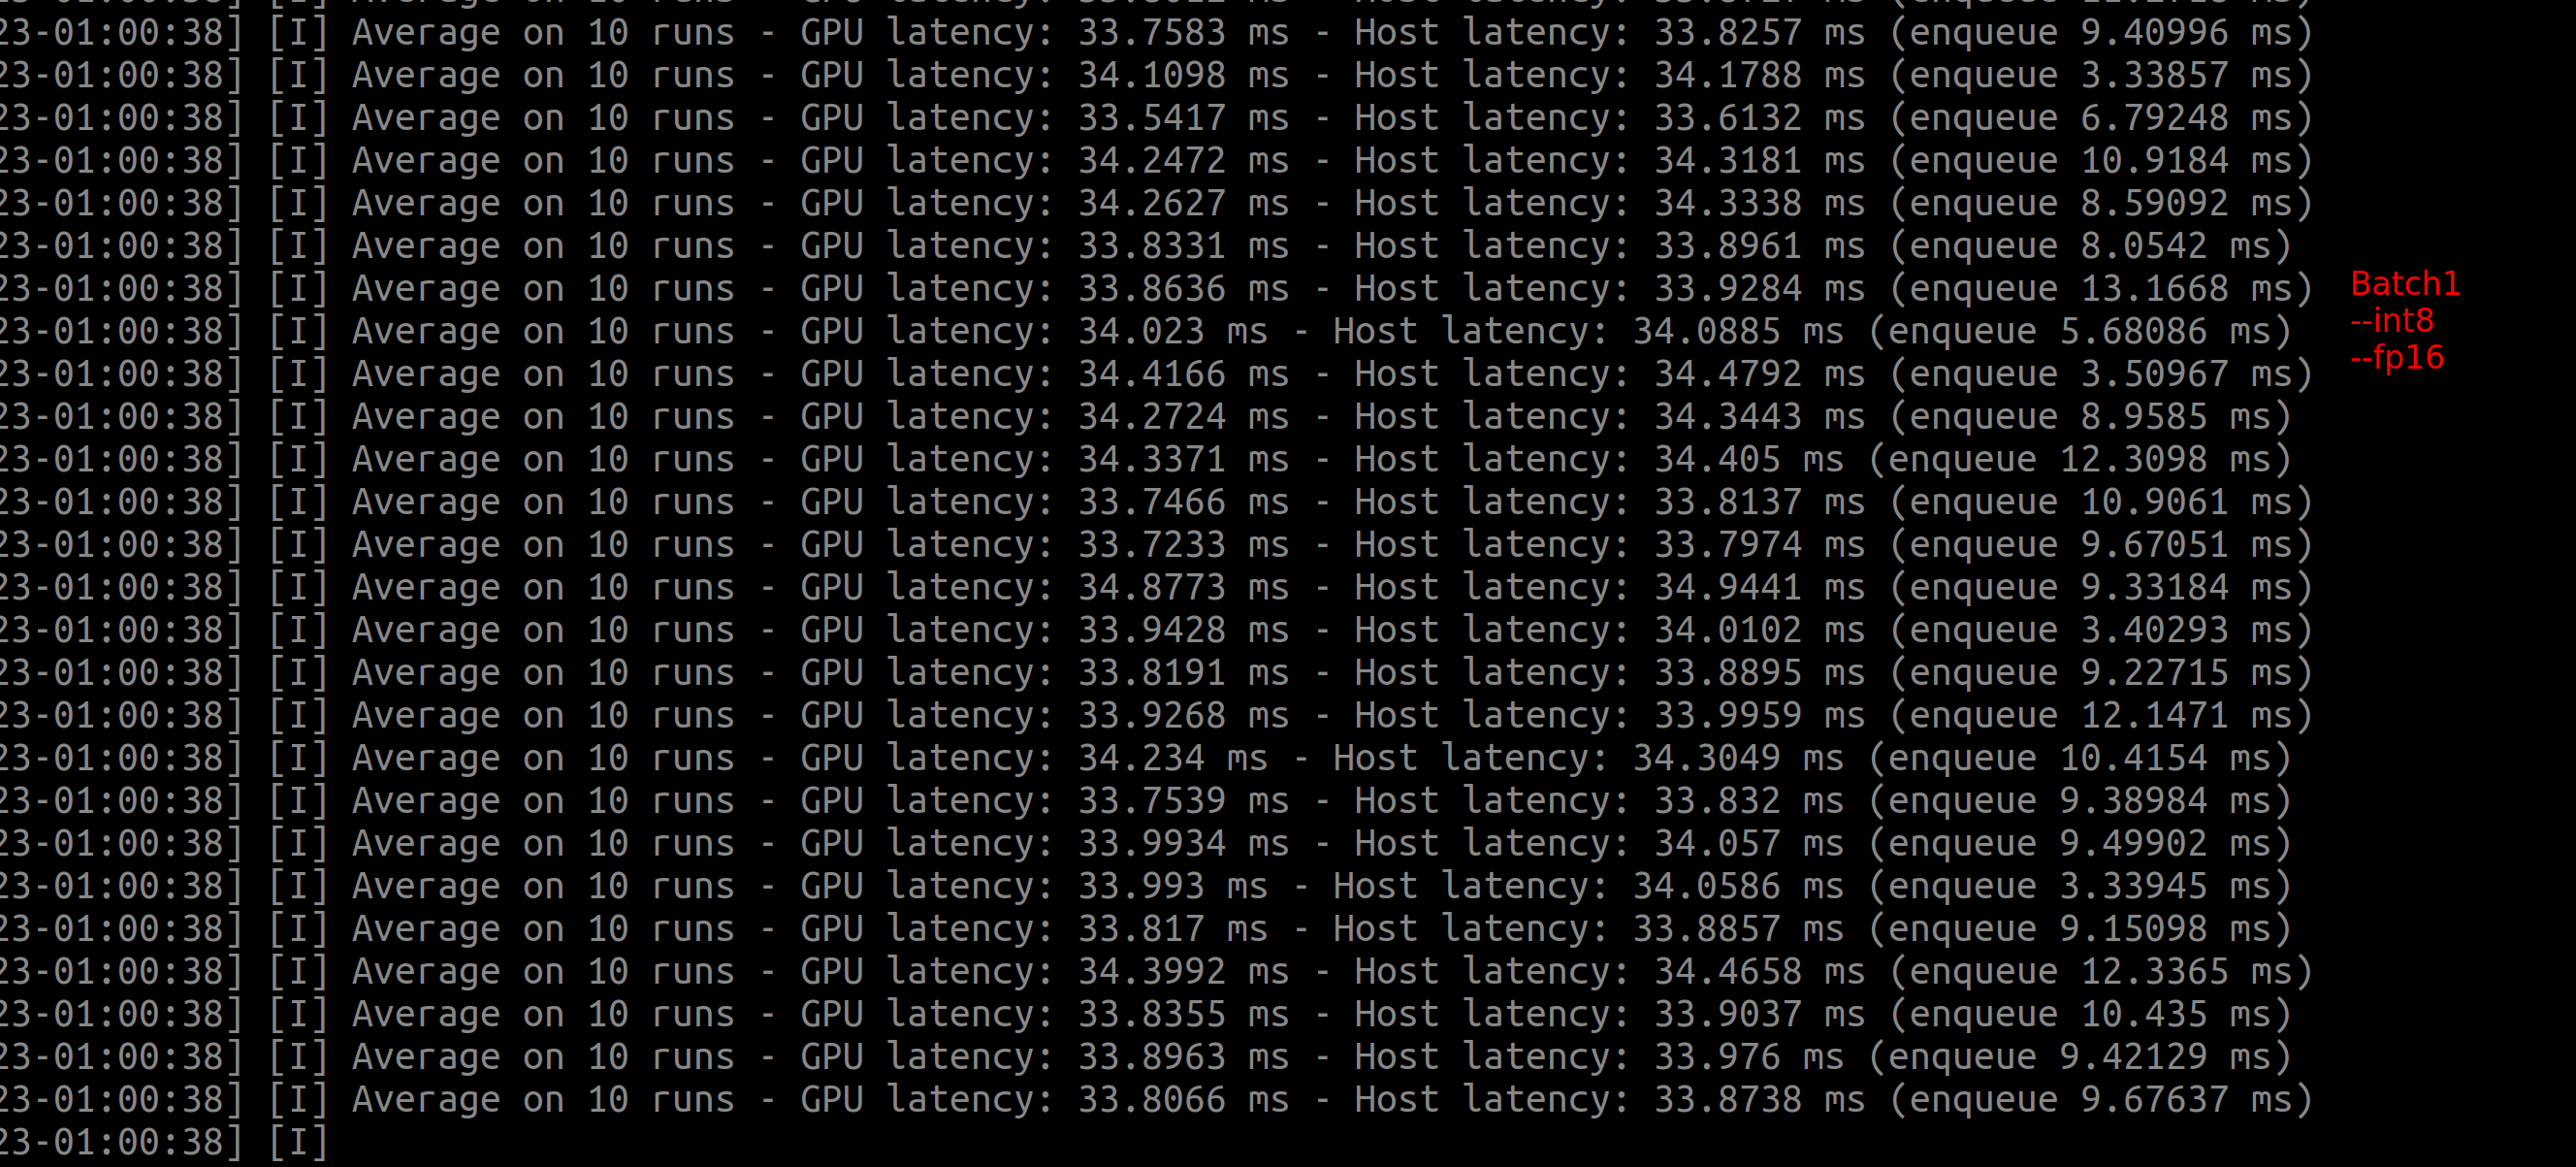 23-01:00:38] [I] Average on 10 runs - GPU latency: 33.7583 ms - Host latency: 33.8257 ms (enqueue 9.40996 ms)
23-01:00:38] [I] Average on 10 runs - GPU latency: 34.1098 ms - Host latency: 34.1788 ms (enqueue 3.33857 ms)
23-01:00:38] [I] Average on 10 runs - GPU latency: 33.5417 ms - Host latency: 33.6132 ms (enqueue 6.79248 ms)
23-01:00:38] [I] Average on 10 runs - GPU latency: 34.2472 ms - Host latency: 34.3181 ms (enqueue 10.9184 ms)
23-01:00:38] [I] Average on 10 runs - GPU latency: 34.2627 ms - Host latency: 34.3338 ms (enqueue 8.59092 ms)
23-01:00:38] [I] Average on 10 runs - GPU latency: 33.8331 ms - Host latency: 33.8961 ms (enqueue 8.0542 ms)
23-01:00:38] [I] Average on 10 runs - GPU latency: 33.8636 ms - Host latency: 33.9284 ms (enqueue 13.1668 ms)
23-01:00:38] [I] Average on 10 runs - GPU latency: 34.023 ms - Host latency: 34.0885 ms (enqueue 5.68086 ms)
23-01:00:38] [I] Average on 10 runs - GPU latency: 34.4166 ms - Host latency: 34.4792 ms (enqueue 3.50967 ms)
23-01:00:38] [I] Average on 10 runs - GPU latency: 34.2724 ms - Host latency: 34.3443 ms (enqueue 8.9585 ms)
23-01:00:38] [I] Average on 10 runs - GPU latency: 34.3371 ms - Host latency: 34.405 ms (enqueue 12.3098 ms)
23-01:00:38] [I] Average on 10 runs - GPU latency: 33.7466 ms - Host latency: 33.8137 ms (enqueue 10.9061 ms)
23-01:00:38] [I] Average on 10 runs - GPU latency: 33.7233 ms - Host latency: 33.7974 ms (enqueue 9.67051 ms)
23-01:00:38] [I] Average on 10 runs - GPU latency: 34.8773 ms - Host latency: 34.9441 ms (enqueue 9.33184 ms)
23-01:00:38] [I] Average on 10 runs - GPU latency: 33.9428 ms - Host latency: 34.0102 ms (enqueue 3.40293 ms)
23-01:00:38] [I] Average on 10 runs - GPU latency: 33.8191 ms - Host latency: 33.8895 ms (enqueue 9.22715 ms)
23-01:00:38] [I] Average on 10 runs - GPU latency: 33.9268 ms - Host latency: 33.9959 ms (enqueue 12.1471 ms)
23-01:00:38] [I] Average on 10 runs - GPU latency: 34.234 ms - Host latency: 34.3049 ms (enqueue 10.4154 ms)
23-01:00:38] [I] Average on 10 runs - GPU latency: 33.7539 ms - Host latency: 33.832 ms (enqueue 9.38984 ms)
23-01:00:38] [I] Average on 10 runs - GPU latency: 33.9934 ms - Host latency: 34.057 ms (enqueue 9.49902 ms)
23-01:00:38] [I] Average on 10 runs - GPU latency: 33.993 ms - Host latency: 34.0586 ms (enqueue 3.33945 ms)
23-01:00:38] [I] Average on 10 runs - GPU latency: 33.817 ms - Host latency: 33.8857 ms (enqueue 9.15098 ms)
23-01:00:38] [I] Average on 10 runs - GPU latency: 34.3992 ms - Host latency: 34.4658 ms (enqueue 12.3365 ms)
23-01:00:38] [I] Average on 10 runs - GPU latency: 33.8355 ms - Host latency: 33.9037 ms (enqueue 10.435 ms)
23-01:00:38] [I] Average on 10 runs - GPU latency: 33.8963 ms - Host latency: 33.976 ms (enqueue 9.42129 ms)
23-01:00:38] [I] Average on 10 runs - GPU latency: 33.8066 ms - Host latency: 33.8738 ms (enqueue 9.67637 ms)
23-01:00:38] [I]
Batch1
--int8
--fp16